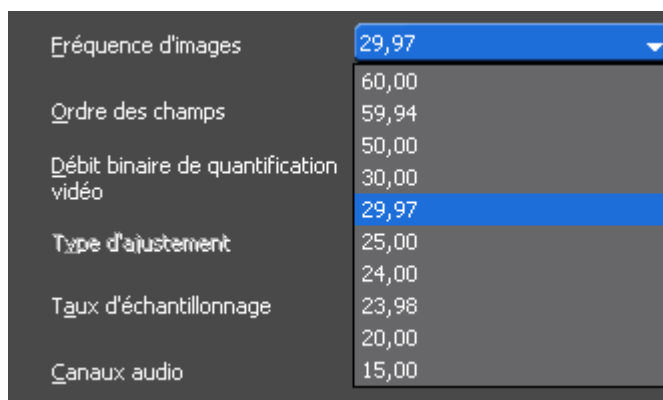 Fréquence d'images 29,97
60,00
Ordre des champs 59,94
50,00
Débit binaire de quantification
vidéo 30,00
29,97
Type d'ajustement 25,00
24,00
Taux d'échantillonnage 23,98
20,00
Canaux audio 15,00